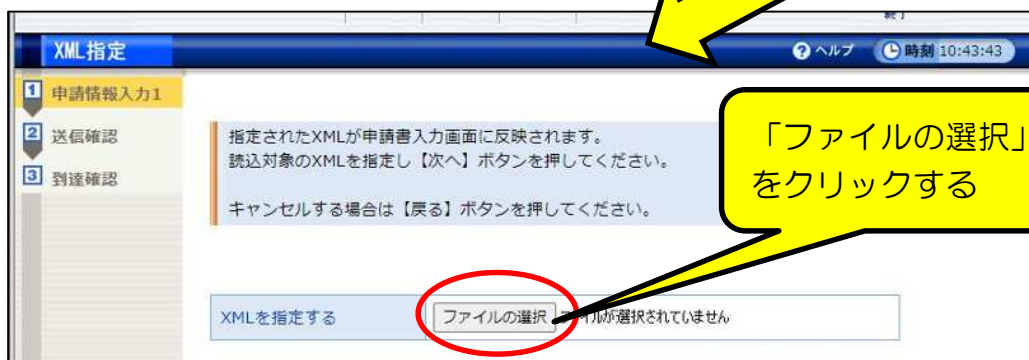 XML指定
ヘルプ
時刻 10:43:43
1 申請情報入力1
2 送信確認
3 到達確認
指定されたXMLが申請書入力画面に反映されます。
読込対象のXMLを指定し【次へ】ボタンを押してください。
キャンセルする場合は【戻る】ボタンを押してください。
「ファイルの選択」
をクリックする
XMLを指定する
ファイルの選択
ファイルが選択されていません